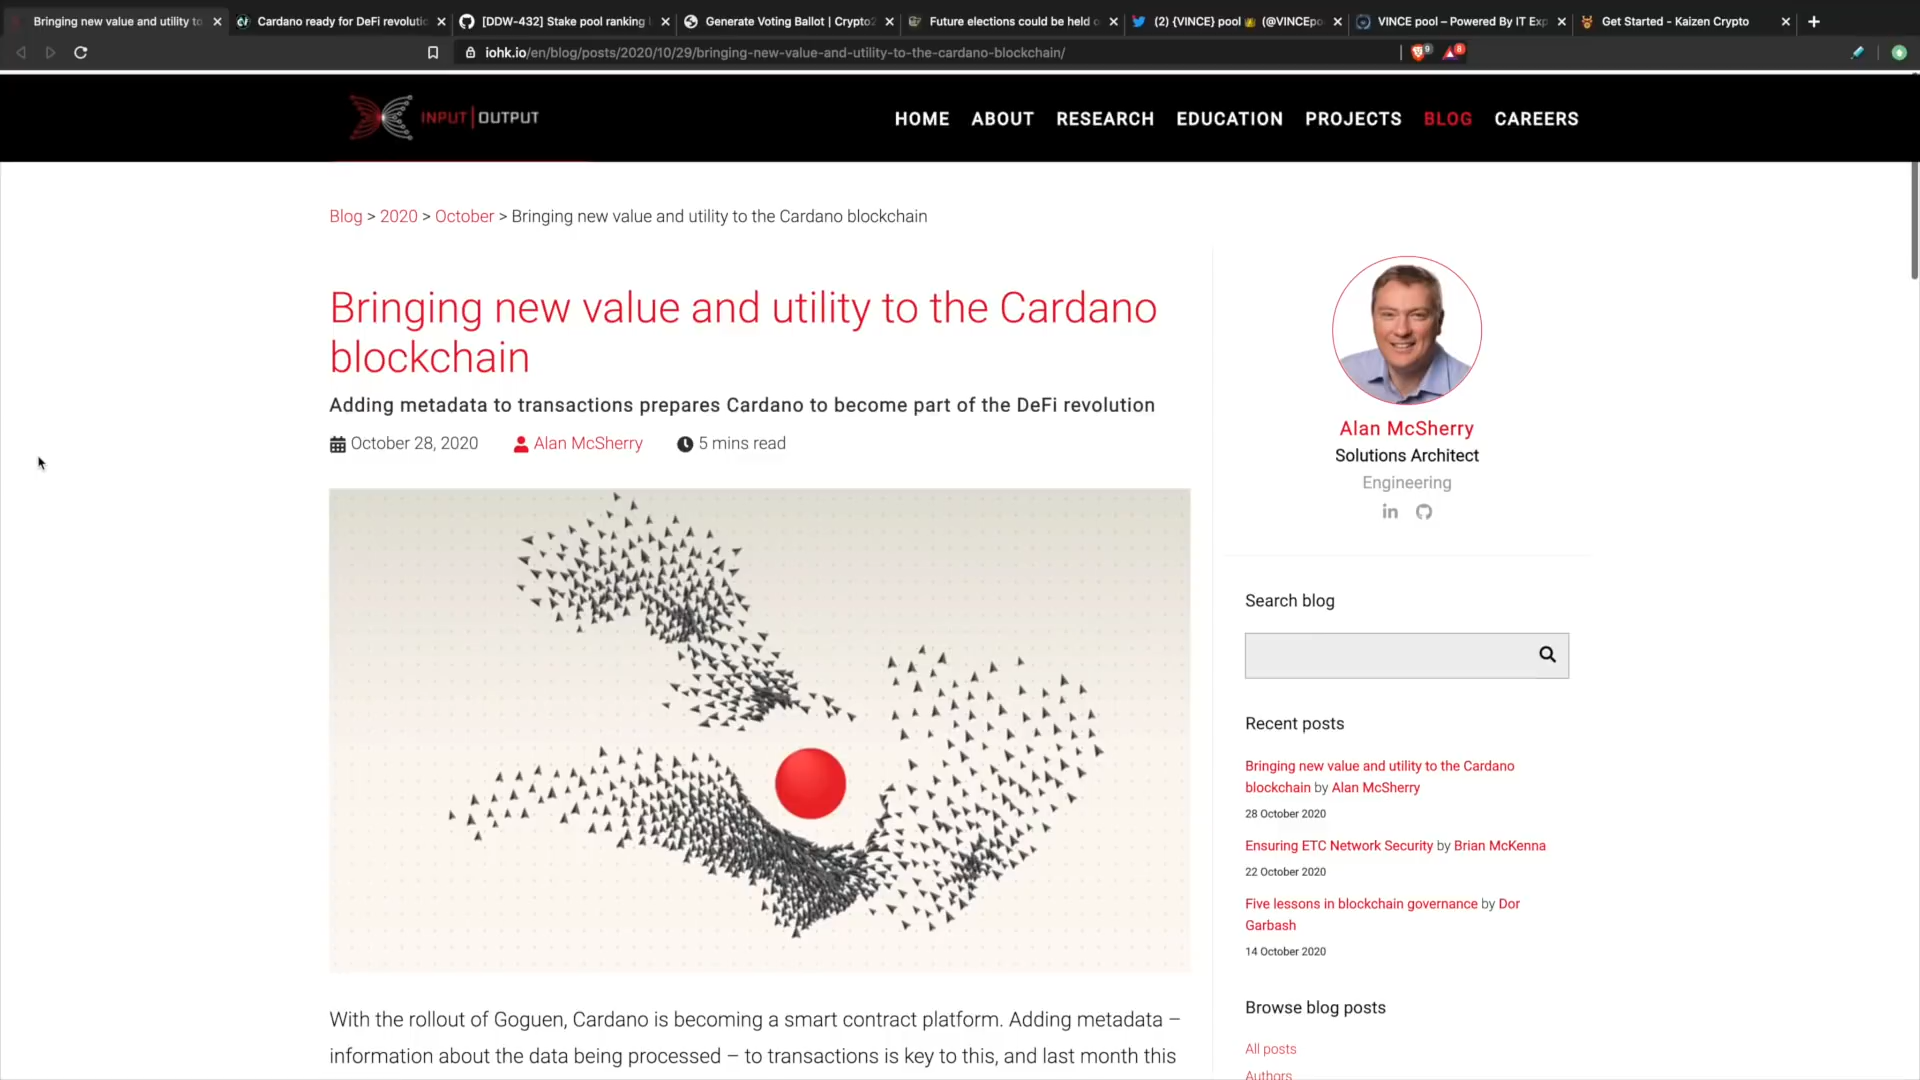 Bringing new value and utility to
Cardano ready for DeFi revolutio
[DDW-432] Stake pool ranking
Generate Voting Ballot | Crypto2
Future elections could be held o
(2) {VINCE} pool (@VINCEpo
VINCE pool – Powered By IT Exp
Get Started - Kaizen Crypto
iohk.io/en/blog/posts/2020/10/29/bringing-new-value-and-utility-to-the-cardano-blockchain/
9
8
INPUT | OUTPUT
HOME ABOUT RESEARCH EDUCATION PROJECTS BLOG CAREERS
Blog > 2020 > October > Bringing new value and utility to the Cardano blockchain
Bringing new value and utility to the Cardano
blockchain
Adding metadata to transactions prepares Cardano to become part of the DeFi revolution
October 28, 2020 Alan McSherry 5 mins read
With the rollout of Goguen, Cardano is becoming a smart contract platform. Adding metadata –
information about the data being processed – to transactions is key to this, and last month this
Alan McSherry
Solutions Architect
Engineering
in
Search blog
Recent posts
Bringing new value and utility to the Cardano
blockchain by Alan McSherry
28 October 2020
Ensuring ETC Network Security by Brian McKenna
22 October 2020
Five lessons in blockchain governance by Dor
Garbash
14 October 2020
Browse blog posts
All posts
Authors